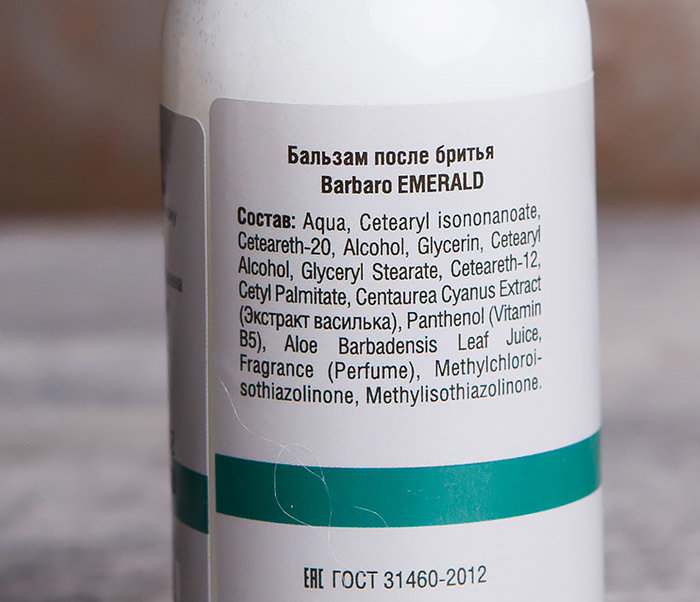 Бальзам после бритья
Barbaro EMERALD
Состав: Aqua, Cetearyl isononanoate,
Ceteareth-20, Alcohol, Glycerin, Cetearyl
Alcohol, Glyceryl Stearate, Ceteareth-12,
Cetyl Palmitate, Centaurea Cyanus Extract
(Экстракт василька), Panthenol (Vitamin
B5), Aloe Barbadensis Leaf Juice,
Fragrance (Perfume), Methylchloroi-
sothiazolinone, Methylisothiazolinone.
EAC ГОСТ 31460-2012